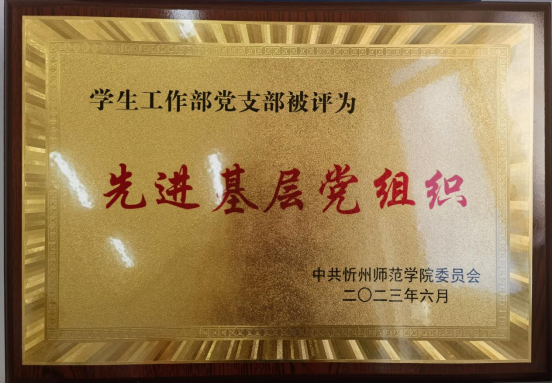 学生工作部党支部被评为
先进基层党组织
中共忻州师范学院委员会
二〇二三年六月